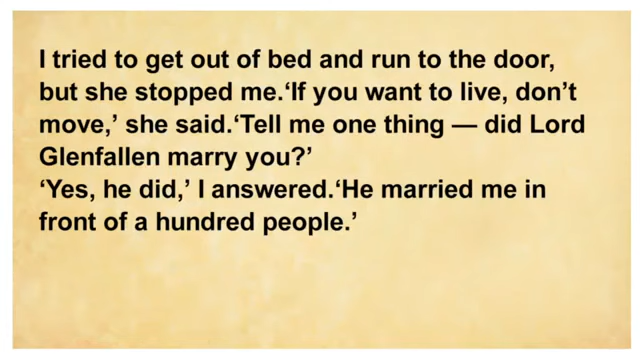 I tried to get out of bed and run to the door,
but she stopped me.‘If you want to live, don’t
move,’ she said.‘Tell me one thing — did Lord
Glenfallen marry you?’
‘Yes, he did,’ I answered.‘He married me in
front of a hundred people.’